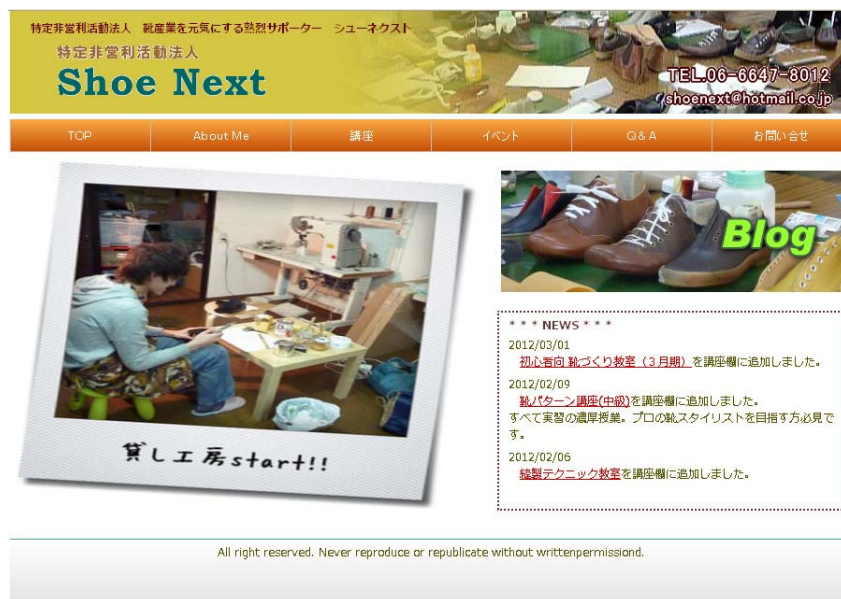 特定非営利活動法人　靴産業を元気にする熱烈サポーター　シューネクスト
特定非営利活動法人
Shoe Next
TEL.06-6647-8012
shoenext@hotmail.co.jp
TOP
About Me
講座
イベント
Q&A
お問い合せ
貸し工房start!!
Blog
* * * NEWS * * *
2012/03/01
初心者向 靴づくり教室（３月期）を講座欄に追加しました。
2012/02/09
靴パターン講座(中級)を講座欄に追加しました。
すべて実習の濃厚授業。プロの靴スタイリストを目指す方必見で
す。
2012/02/06
縫製テクニック教室を講座欄に追加しました。
All right reserved. Never reproduce or republicate without writtenpermissiond.